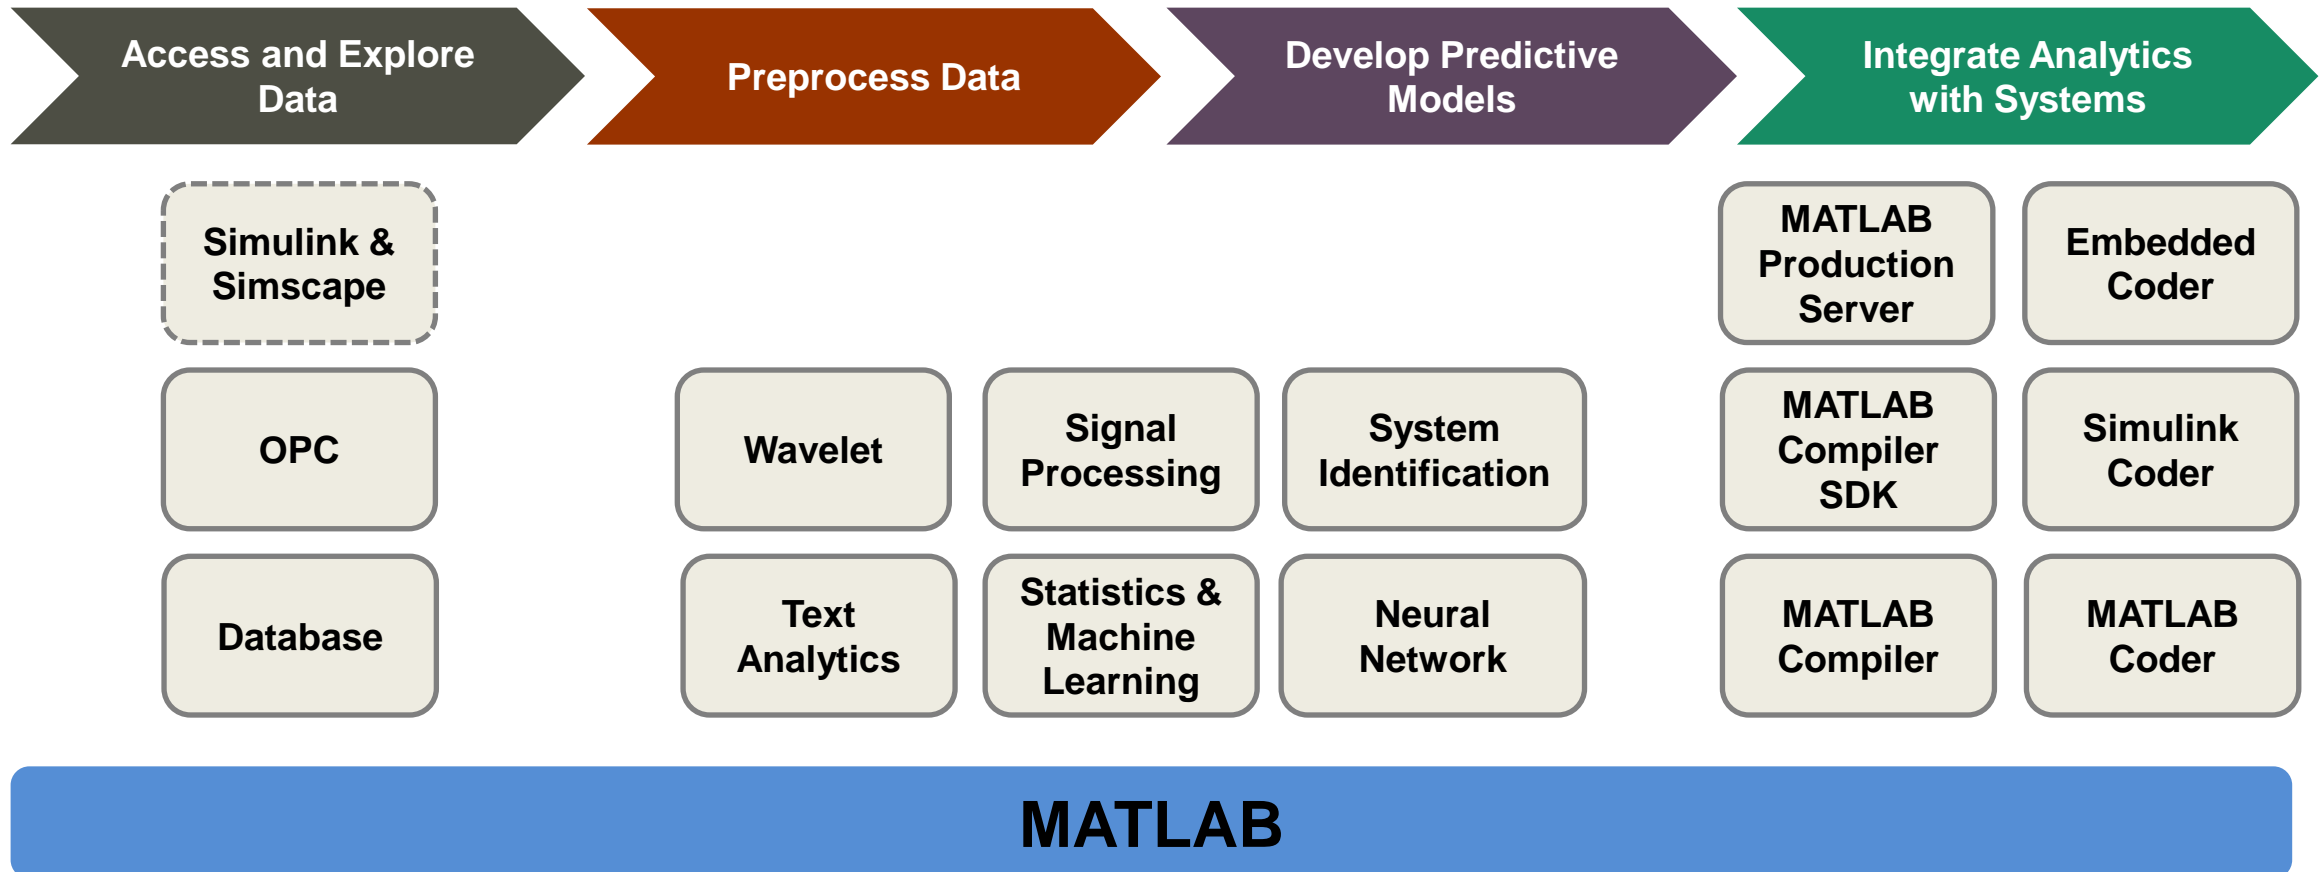 Access and Explore
Data
Preprocess Data
Develop Predictive
Models
Integrate Analytics
with Systems
Simulink &
Simscape
MATLAB
Production
Server
Embedded
Coder
OPC
Wavelet
Signal
Processing
System
Identification
MATLAB
Compiler
SDK
Simulink
Coder
Database
Text
Analytics
Statistics &
Machine
Learning
Neural
Network
MATLAB
Compiler
MATLAB
Coder
MATLAB